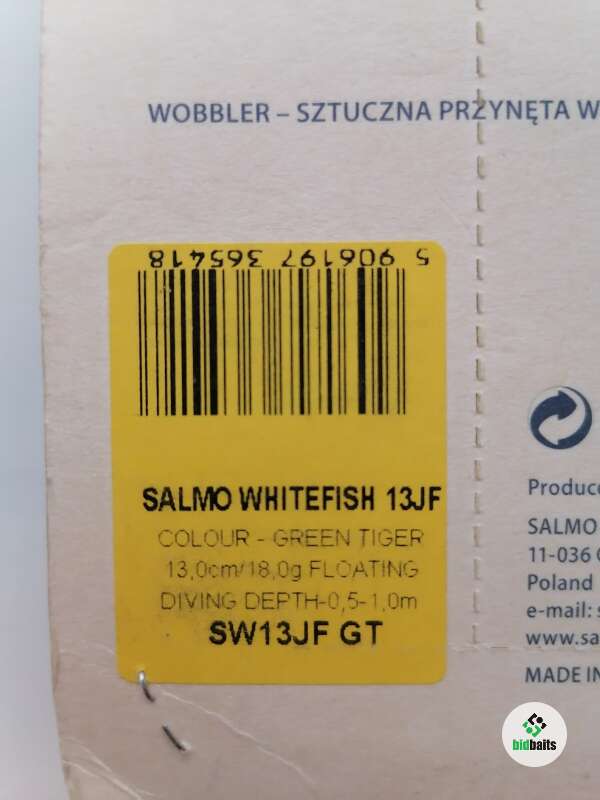 WOBBLER – SZTUCZNA PRZYNĘTA W
5 906197 365418
SALMO WHITEFISH 13JF
COLOUR - GREEN TIGER
13,0cm/18,0g FLOATING
DIVING DEPTH-0,5-1,0m
SW13JF GT
Produce
SALMO
11-036
Poland
e-mail: s
www.sa
MADE IN
bidbaits